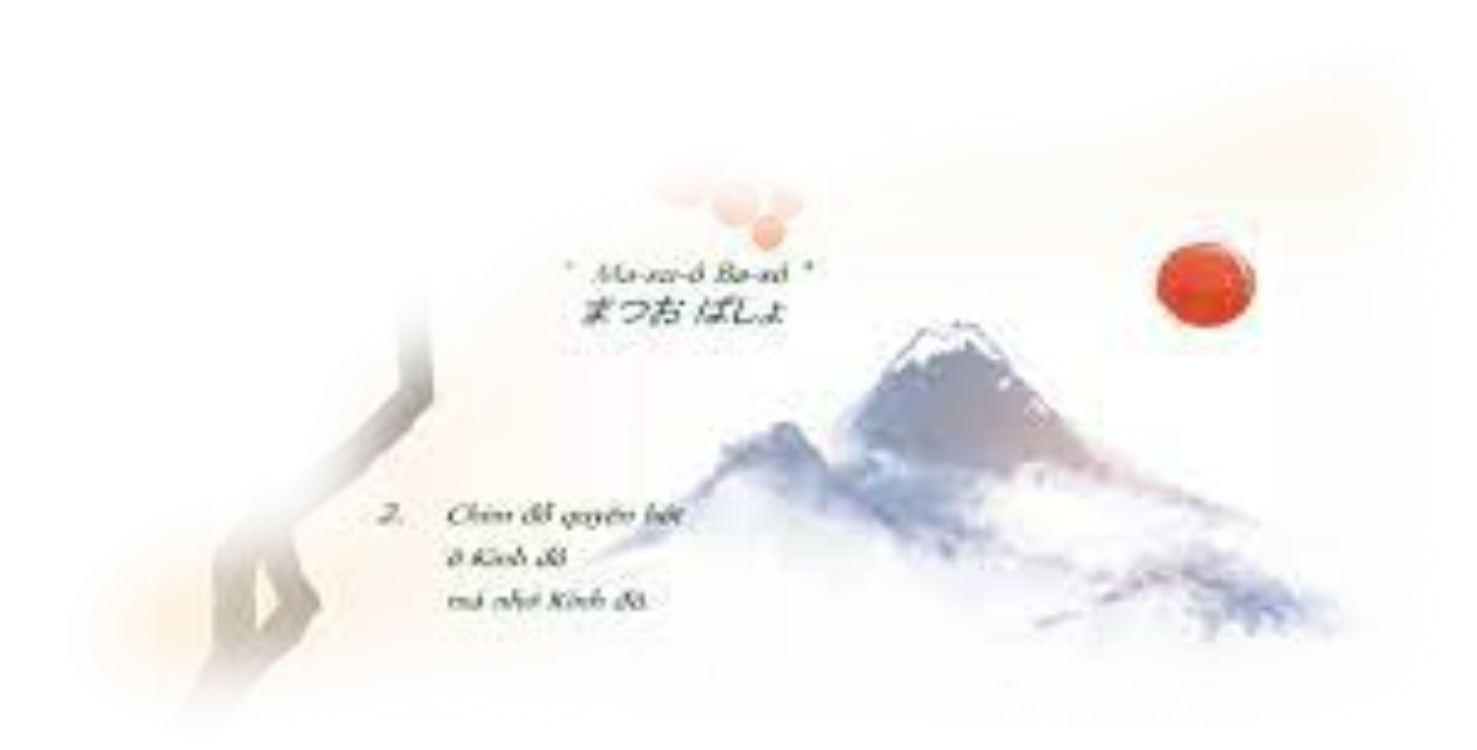 " Ma-su-ô Ba-sô "
まつお ばしょ
2. Chim đỗ quyên hót
ở Kinh đô
mà nhớ Kinh đô.